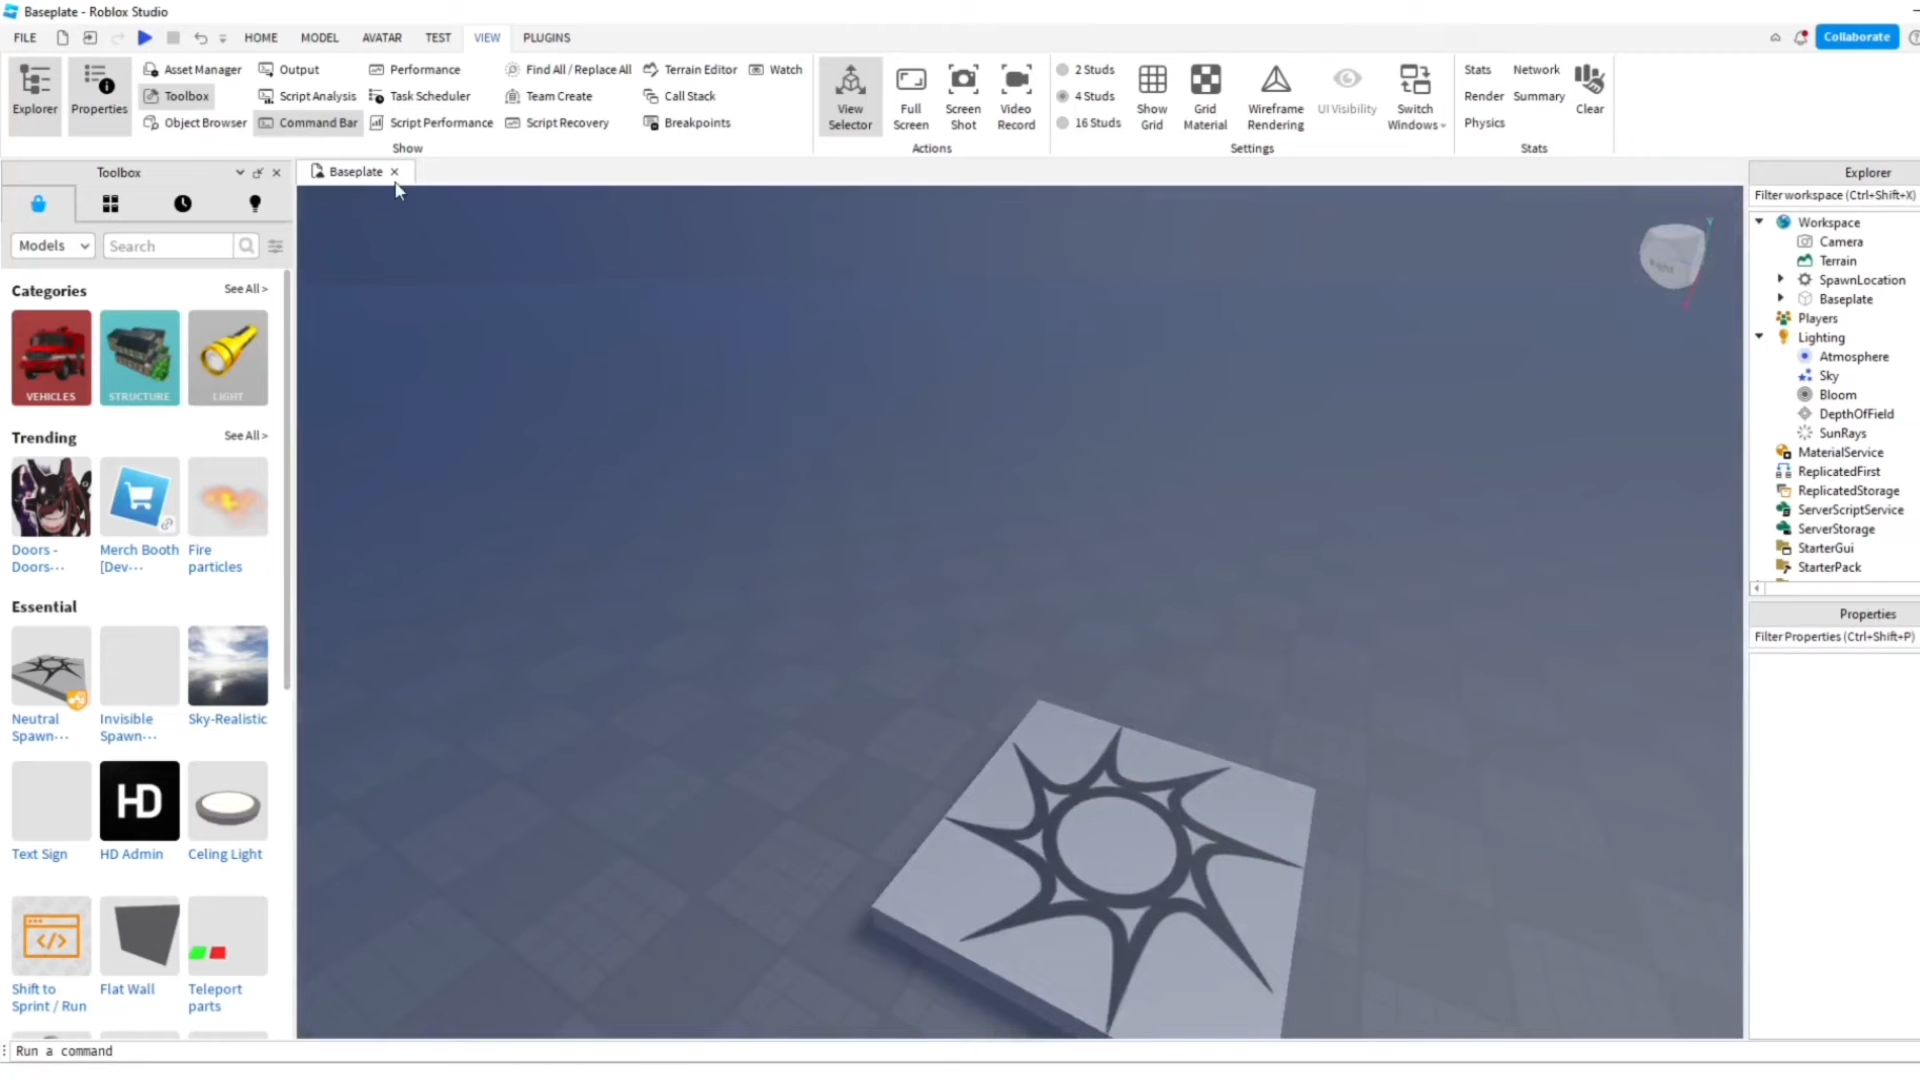 Baseplate - Roblox Studio
FILE HOME MODEL AVATAR TEST VIEW PLUGINS Collaborate
Explorer
Properties
Asset Manager
Toolbox
Object Browser
Output
Script Analysis
Command Bar
Performance
Task Scheduler
Script Performance
Find All / Replace All
Team Create
Script Recovery
Terrain Editor
Call Stack
Breakpoints
Watch
Show
View Selector
Full Screen
Screen Shot
Video Record
Actions
2 Studs
4 Studs
16 Studs
Show Grid
Grid Material
Wireframe Rendering
UI Visibility
Switch Windows
Settings
Stats Network
Render Summary
Physics
Clear
Stats
Toolbox
Models
Search
Categories See All >
VEHICLES STRUCTURE LIGHT
Trending See All >
Doors - Doors...
Merch Booth [Dev...
Fire particles
Essential
Neutral Spawn...
Invisible Spawn...
Sky-Realistic
HD
Text Sign
HD Admin
Celing Light
</>
Shift to Sprint / Run
Flat Wall
Teleport parts
Run a command
Baseplate
Right
Y
Explorer
Filter workspace (Ctrl+Shift+X)
Workspace
Camera
Terrain
SpawnLocation
Baseplate
Players
Lighting
Atmosphere
Sky
Bloom
DepthOfField
SunRays
MaterialService
ReplicatedFirst
ReplicatedStorage
ServerScriptService
ServerStorage
StarterGui
StarterPack
Properties
Filter Properties (Ctrl+Shift+P)